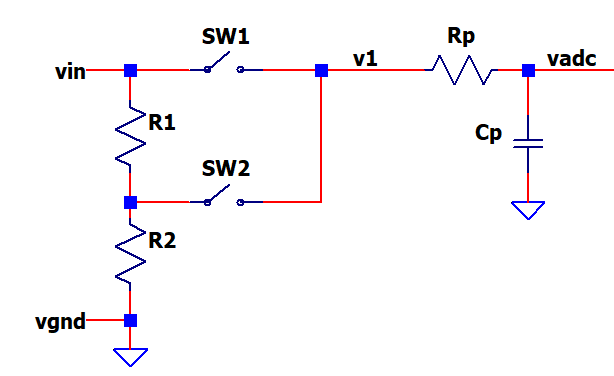 SW1
Rp
vin
v1
vadc
R1
Cp
SW2
R2
vgnd